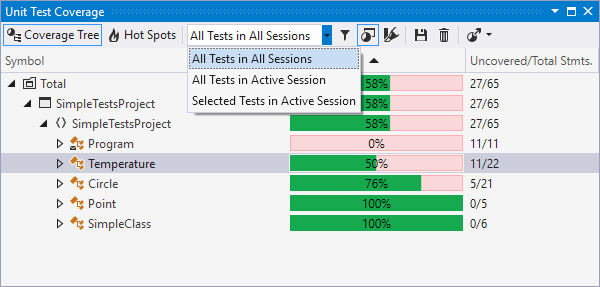 Unit Test Coverage
Coverage Tree Hot Spots All Tests in All Sessions
All Tests in All Sessions
All Tests in Active Session
Selected Tests in Active Session
Symbol Uncovered/Total Stmts.
Total 58% 27/65
SimpleTestsProject 58% 27/65
SimpleTestsProject 58% 27/65
Program 0% 11/11
Temperature 50% 11/22
Circle 76% 5/21
Point 100% 0/5
SimpleClass 100% 0/6